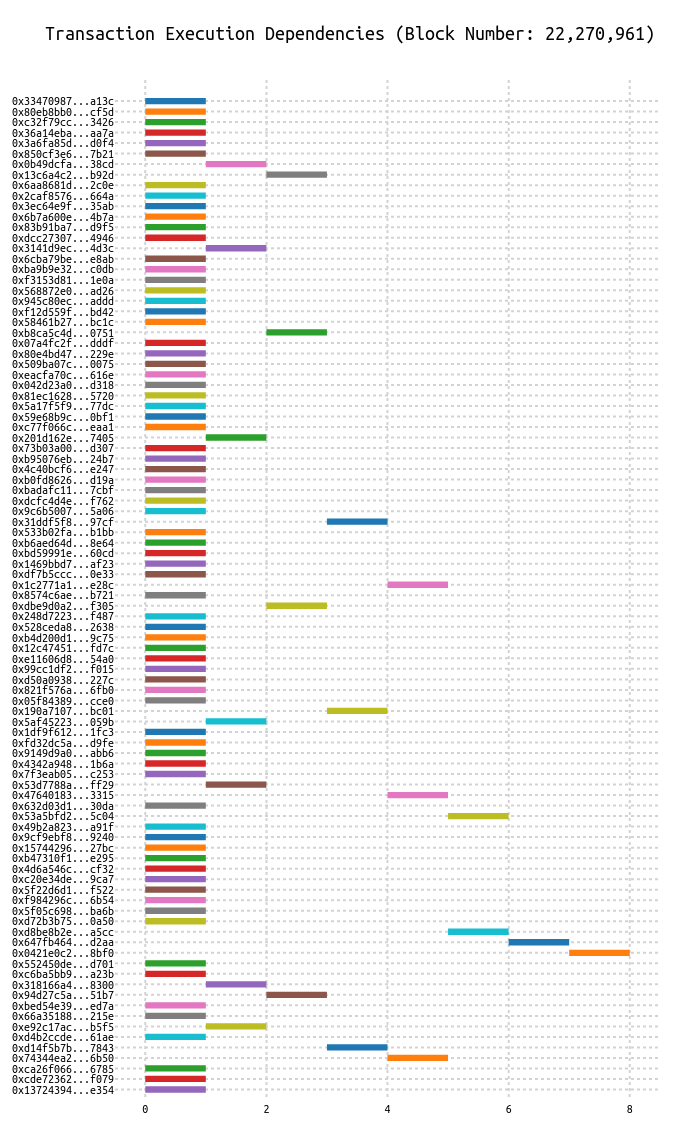 Transaction Execution Dependencies (Block Number: 22,270,961)
0x33470987...a13c
0x80eb8bb0...cf5d
0xc32f79cc...3426
0x36a14eba...aa7a
0x3a6fa85d...d0f4
0x850cf3e6...7b21
0x0b49dcfa...38cd
0x13c6a4c2...b92d
0x6aa8681d...2c0e
0x2caf8576...664a
0x3ec64e9f...35ab
0x6b7a600e...4b7a
0x83b91ba7...d9f5
0xdcc27307...4946
0x3141d9ec...4d3c
0x6cba79be...e8ab
0xba9b9e32...c0db
0xf3153d81...1e0a
0x568872e0...ad26
0x945c80ec...addd
0xf12d559f...bd42
0x58461b27...bc1c
0xb8ca5c4d...0751
0x07a4fc2f...dddf
0x80e4bd47...229e
0x509ba07c...0075
0xeacfa70c...616e
0x042d23a0...d318
0x81ec1628...5720
0x5a17f5f9...77dc
0x59e68b9c...0bf1
0xc77f066c...eaa1
0x201d162e...7405
0x73b03a00...d307
0xb95076eb...24b7
0x4c40bcf6...e247
0xb0fd8626...d19a
0xbadafc11...7cbf
0xdcfc4d4e...f762
0x9c6b5007...5a06
0x31ddf5f8...97cf
0x533b02fa...b1bb
0xb6aed64d...8e64
0xbd59991e...60cd
0x1469bbd7...af23
0xdf7b5ccc...0e33
0x1c2771a1...e28c
0x8574c6ae...b721
0xdbe9d0a2...f305
0x248d7223...f487
0x528ceda8...2638
0xb4d200d1...9c75
0x12c47451...fd7c
0xe11606d8...54a0
0x99cc1df2...f015
0xd50a0938...227c
0x821f576a...6fb0
0x05f84389...cce0
0x190a7107...bc01
0x5af45223...059b
0x1df9f612...1fc3
0xfd32dc5a...d9fe
0x9149d9a0...abb6
0x4342a948...1b6a
0x7f3eab05...c253
0x53d7788a...ff29
0x47640183...3315
0x632d03d1...30da
0x53a5bfd2...5c04
0x49b2a823...a91f
0x9cf9ebf8...9240
0x15744296...27bc
0xb47310f1...e295
0x4d6a546c...cf32
0xc20e34de...9ca7
0x5f22d6d1...f522
0xf984296c...6b54
0x5f05c698...ba6b
0xd72b3b75...0a50
0xd8be8b2e...a5cc
0x647fb464...d2aa
0x0421e0c2...8bf0
0x552450de...d701
0xc6ba5bb9...a23b
0x318166a4...8300
0x94d27c5a...51b7
0xbed54e39...ed7a
0x66a35188...215e
0xe92c17ac...b5f5
0xd4b2ccde...61ae
0xd14f5b7b...7843
0x74344ea2...6b50
0xca26f066...6785
0xcde72362...f079
0x13724394...e354
0 2 4 6 8